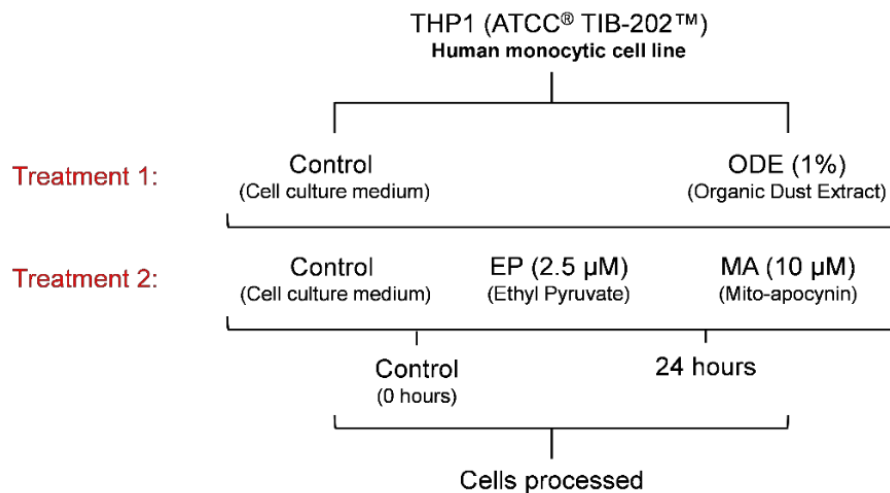 THP1 (ATCC® TIB-202™)
Human monocytic cell line
Treatment 1: Control ODE (1%)
(Cell culture medium) (Organic Dust Extract)
Treatment 2: Control EP (2.5 µM) MA (10 µM)
(Cell culture medium) (Ethyl Pyruvate) (Mito-apocynin)
Control 24 hours
(0 hours)
Cells processed